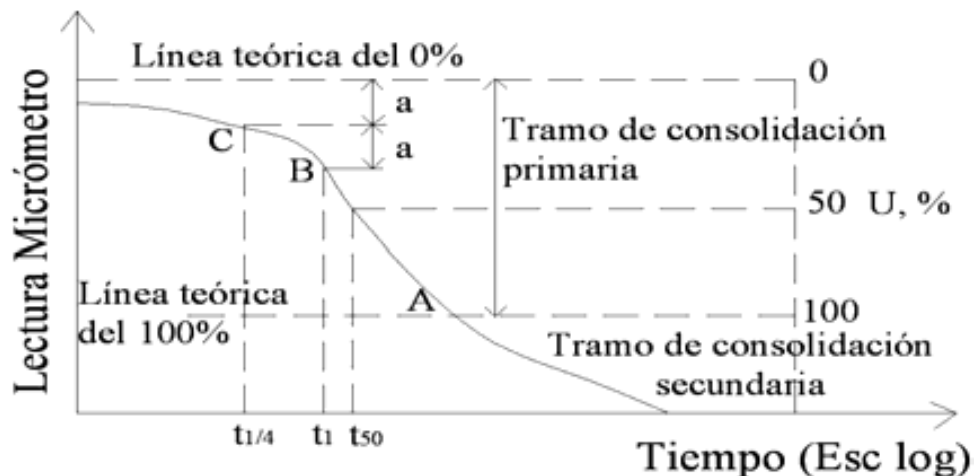 Línea teórica del 0%
0
a
C
a
Tramo de consolidación
primaria
B
50 U, %
Lectura Micrómetro
Línea teórica
del 100%
A
100
Tramo de consolidación
secundaria
t1/4
t1
t50
Tiempo (Esc log)